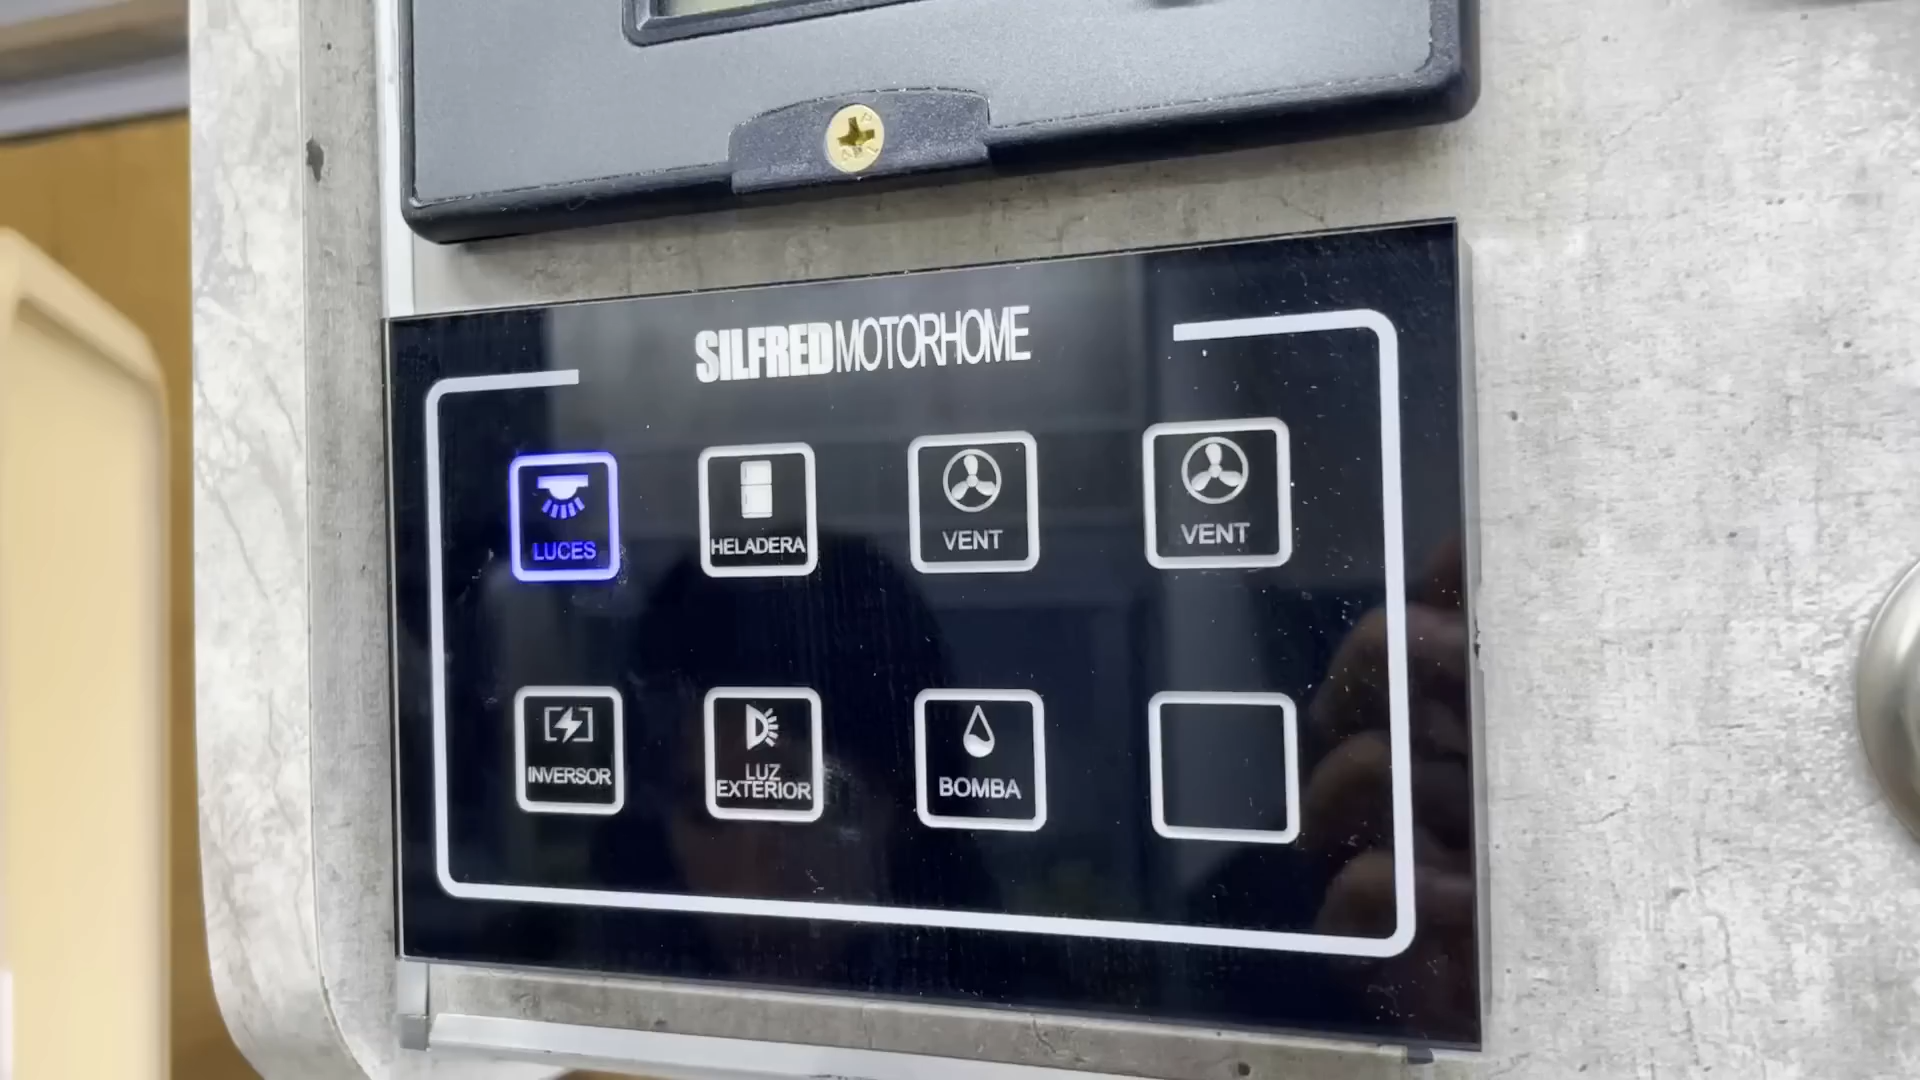 SILFREDMOTORHOME
LUCES
HELADERA
VENT
VENT
INVERSOR
LUZ
EXTERIOR
BOMBA